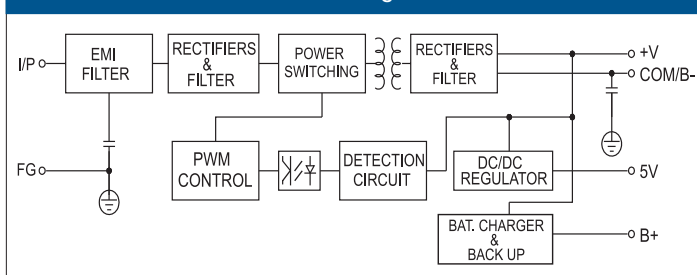 I/P
EMI
FILTER
RECTIFIERS
&
FILTER
POWER
SWITCHING
RECTIFIERS
&
FILTER
+V
COM/B-
FG
PWM
CONTROL
DETECTION
CIRCUIT
DC/DC
REGULATOR
5V
BAT. CHARGER
&
BACK UP
B+